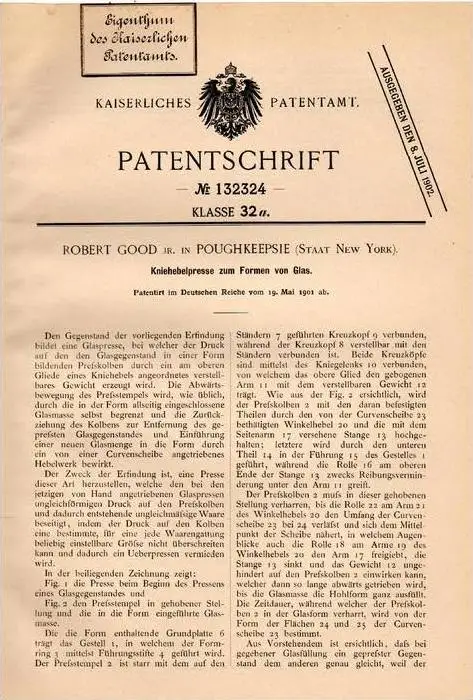 Eigenthum
des Kaiserlichen
Patentamts.
KAISERLICHES PATENTAMT.
AUSGEGEBEN DEN 8. JULI 1902.
PATENTSCHRIFT
— № 132324 —
KLASSE 32a.
ROBERT GOOD JR. IN POUGHKEEPSIE (STAAT NEW YORK).
Kniehebelpresse zum Formen von Glas.
Patentirt im Deutschen Reiche vom 19. Mai 1901 ab.
Den Gegenstand der vorliegenden Erfindung
bildet eine Glaspresse, bei welcher der Druck
auf den den Glasgegenstand in einer Form
bildenden Preßkolben durch ein am oberen
Gliede eines Kniehebels angeordnetes verstell-
bares Gewicht erzeugt wird. Die Abwärts-
bewegung des Preßstempels wird, wie üblich,
durch die in der Form allseitig eingeschlossene
Glasmasse selbst begrenzt und die Zurück-
ziehung des Kolbens zur Entfernung des ge-
preßten Glasgegenstandes und Einführung
einer neuen Glasmenge in die Form durch
ein von einer Curvenscheibe angetriebenes
Hebelwerk bewirkt.
Der Zweck der Erfindung ist, eine Presse
dieser Art herzustellen, welche den bei den
jetzigen von Hand angetriebenen Glaspressen
ungleichförmigen Druck auf den Preßkolben
und dadurch entstehende ungleichmäßige Waare
beseitigt, indem der Druck auf den Kolben
eine bestimmte, für eine jede Waarengattung
beliebig einstellbare Größe nicht überschreiten
kann und dadurch ein Ueberpressen vermieden
wird.
In der beiliegenden Zeichnung zeigt:
Fig. 1 die Presse beim Beginn des Pressens
eines Glasgegenstandes und
Fig. 2 den Preßstempel in gehobener Stel-
lung und die in die Form eingeführte Glas-
masse.
Die die Form enthaltende Grundplatte 6
trägt das Gestell 1, in welchem der Form-
ring 3 mittelst Führungsstifte 4 geführt wird.
Der Preßstempel 2 ist starr mit dem auf den
Ständern 7 geführten Kreuzkopf 9 verbunden,
während der Kreuzkopf 8 verstellbar mit den
Ständern verbunden ist. Beide Kreuzköpfe
sind mittelst des Kniegelenks 10 verbunden,
von welchem das obere Glied den gebogenen
Arm 11 mit dem verstellbaren Gewicht 12
trägt. Wie aus der Fig. 2 ersichtlich, wird
der Preßkolben 2 mit den daran befestigten
Theilen durch den von der Curvenscheibe 23
bethätigten Winkelhebel 20 und die mit dem
Seitenarm 17 versehene Stange 13 hochge-
halten; letztere wird durch den unteren
Theil 14 in der Führung 15 des Gestelles 1
geführt, während die Rolle 16 am oberen
Ende der Stange 13 zwecks Reibungsvermin-
derung unter den Arm 11 greift.
Der Preßkolben 2 muß in dieser gehobenen
Stellung verharren, bis die Rolle 22 am Arm 21
des Winkelhebels 20 den Umfang der Curven-
scheibe 23 bei 24 verläßt und sich dem Mittel-
punkt der Scheibe nähert, in welchem Augen-
blicke auch die Rolle 18 am Arme 19 des
Winkelhebels 20 den Arm 17 freigiebt, die
Stange 13 sinkt und das Gewicht 12 unge-
hindert auf den Preßkolben 2 einwirken kann,
welcher dann so lange abwärts getrieben wird,
bis die Glasmasse die Hohlform ganz ausfüllt.
Die Zeitdauer, während welcher der Preßkol-
ben 2 in der Glasform verharrt, wird von der
Form der Flächen 24 und 25 der Curven-
scheibe 23 bestimmt.
Aus Vorstehendem ist ersichtlich, daß bei
gegebener Glasfüllung ein gepreßter Gegen-
stand dem anderen genau gleicht, weil der